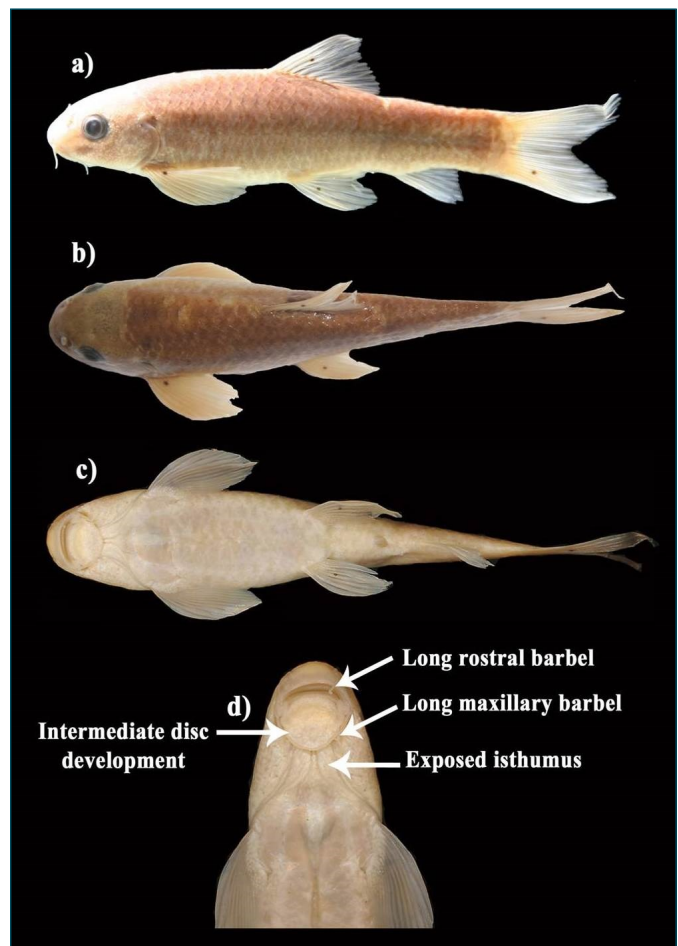 a)
b)
c)
d)
Long rostral barbel
Long maxillary barbel
Intermediate disc
development
Exposed isthumus